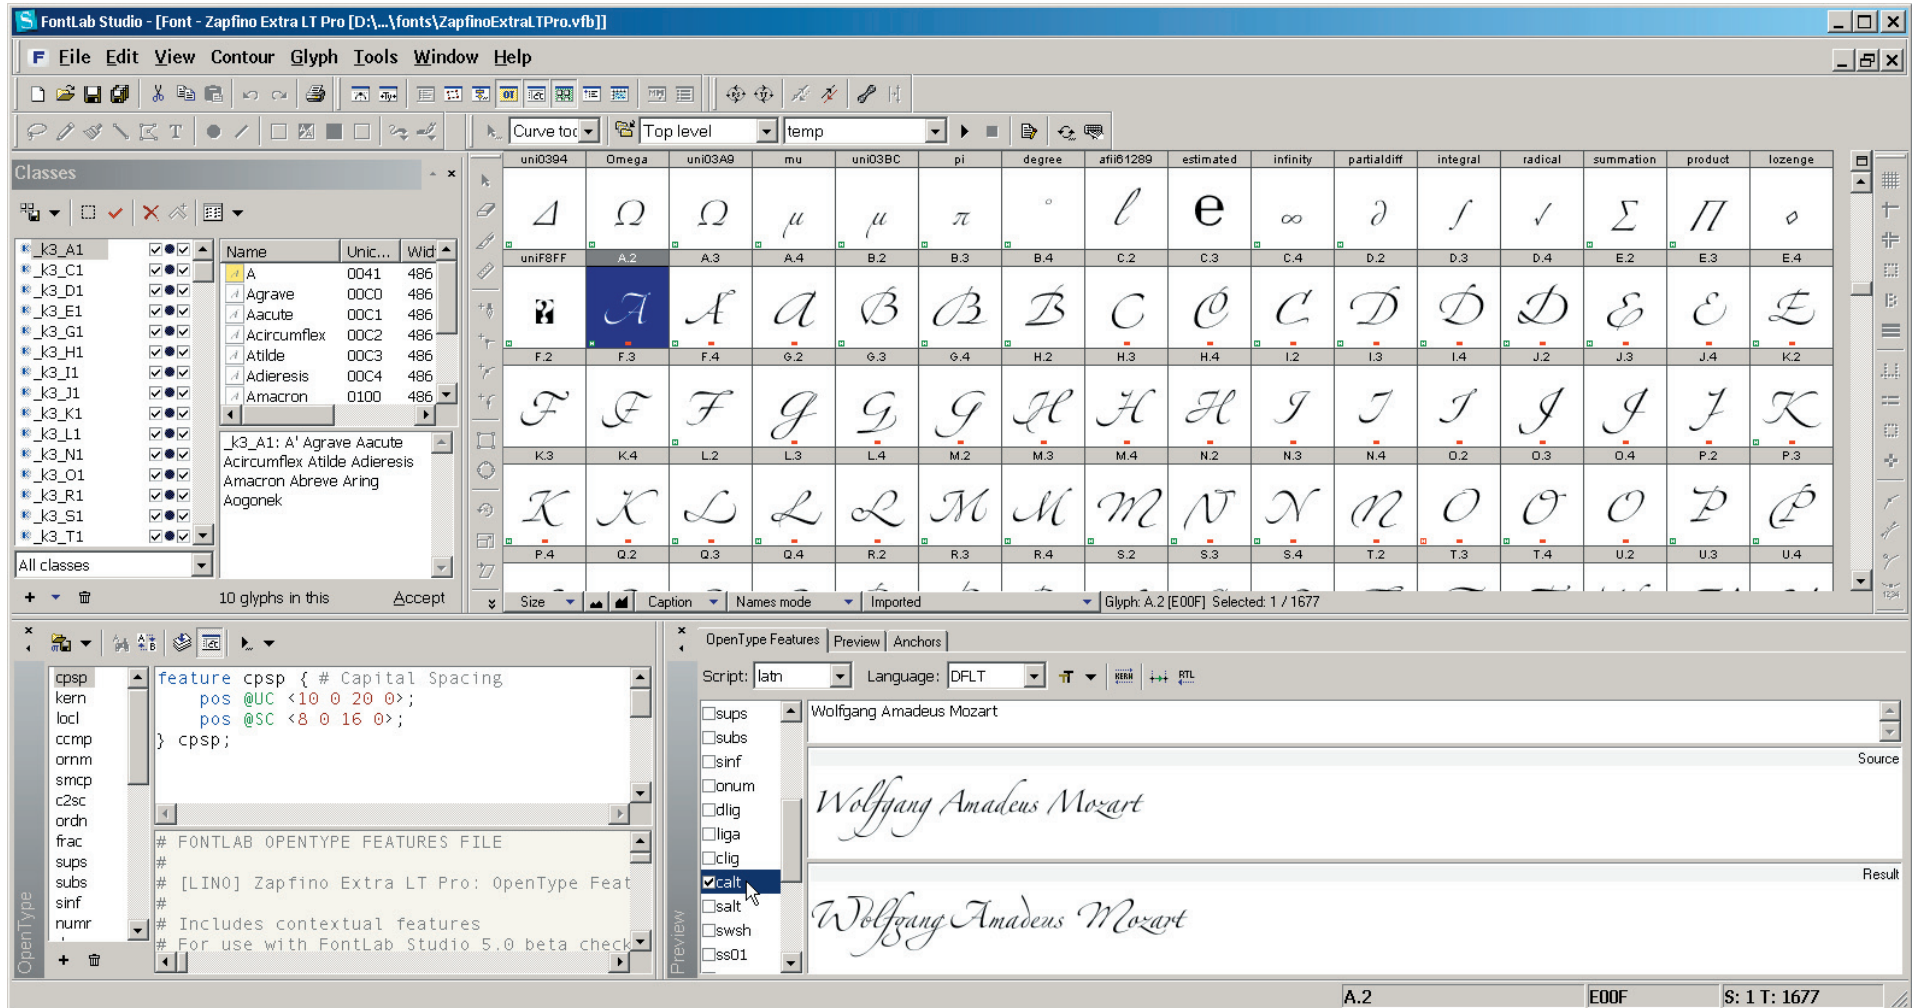 FontLab Studio - [Font - Zapfino Extra LT Pro [D:\...\fonts\ZapfinoExtraLTPro.vfb]]
File Edit View Contour Glyph Tools Window Help
Top level temp
Classes
uni0394 Omega uni03A9 mu uni03BC pi degree afii61289 estimated infinity partialdiff integral radical summation product lozenge
Δ Ω Ω μ μ π ° ℓ ℮ ∞ ∂ ∫ √ ∑ ∏ ◊
uniF8FF A.2 A.3 A.4 B.2 B.3 B.4 C.2 C.3 C.4 D.2 D.3 D.4 E.2 E.3 E.4
A A A B B B C C C D D D E E E
F.2 F.3 F.4 G.2 G.3 G.4 H.2 H.3 H.4 I.2 I.3 I.4 J.2 J.3 J.4 K.2
F F F G G G H H H I I I J J J K
K.3 K.4 L.2 L.3 L.4 M.2 M.3 M.4 N.2 N.3 N.4 O.2 O.3 O.4 P.2 P.3
K K L L L M M M N N N O O O P P
P.4 Q.2 Q.3 Q.4 R.2 R.3 R.4 S.2 S.3 S.4 T.2 T.3 T.4 U.2 U.3 U.4
_k3_A1
_k3_C1
_k3_D1
_k3_E1
_k3_G1
_k3_H1
_k3_I1
_k3_J1
_k3_K1
_k3_L1
_k3_N1
_k3_O1
_k3_R1
_k3_S1
_k3_T1
All classes
Name Unic... Wid
A 0041 486
Agrave 00C0 486
Aacute 00C1 486
Acircumflex 00C2 486
Atilde 00C3 486
Adieresis 00C4 486
Amacron 0100 486
_k3_A1: A' Agrave Aacute
Acircumflex Atilde Adieresis
Amacron Abreve Aring
Aogonek
10 glyphs in this Accept
Size Caption Names mode Imported Glyph: A.2 [E00F] Selected: 1 / 1677
OpenType
cpsp
kern
locl
ccmp
ornm
smcp
c2sc
ordn
frac
sups
subs
sinf
numr
feature cpsp { # Capital Spacing
pos @UC <10 0 20 0>;
pos @SC <8 0 16 0>;
} cpsp;
# FONTLAB OPENTYPE FEATURES FILE
#
# [LINO] Zapfino Extra LT Pro: OpenType Feat
#
# Includes contextual features
# For use with FontLab Studio 5.0 beta check
Preview
OpenType Features Preview Anchors
Script: latn Language: DFLT KERN RTL
sups
subs
sinf
onum
dlig
liga
clig
calt
salt
swsh
ss01
Wolfgang Amadeus Mozart
Source
Wolfgang Amadeus Mozart
Result
Wolfgang Amadeus Mozart
A.2 E00F S: 1 T: 1677